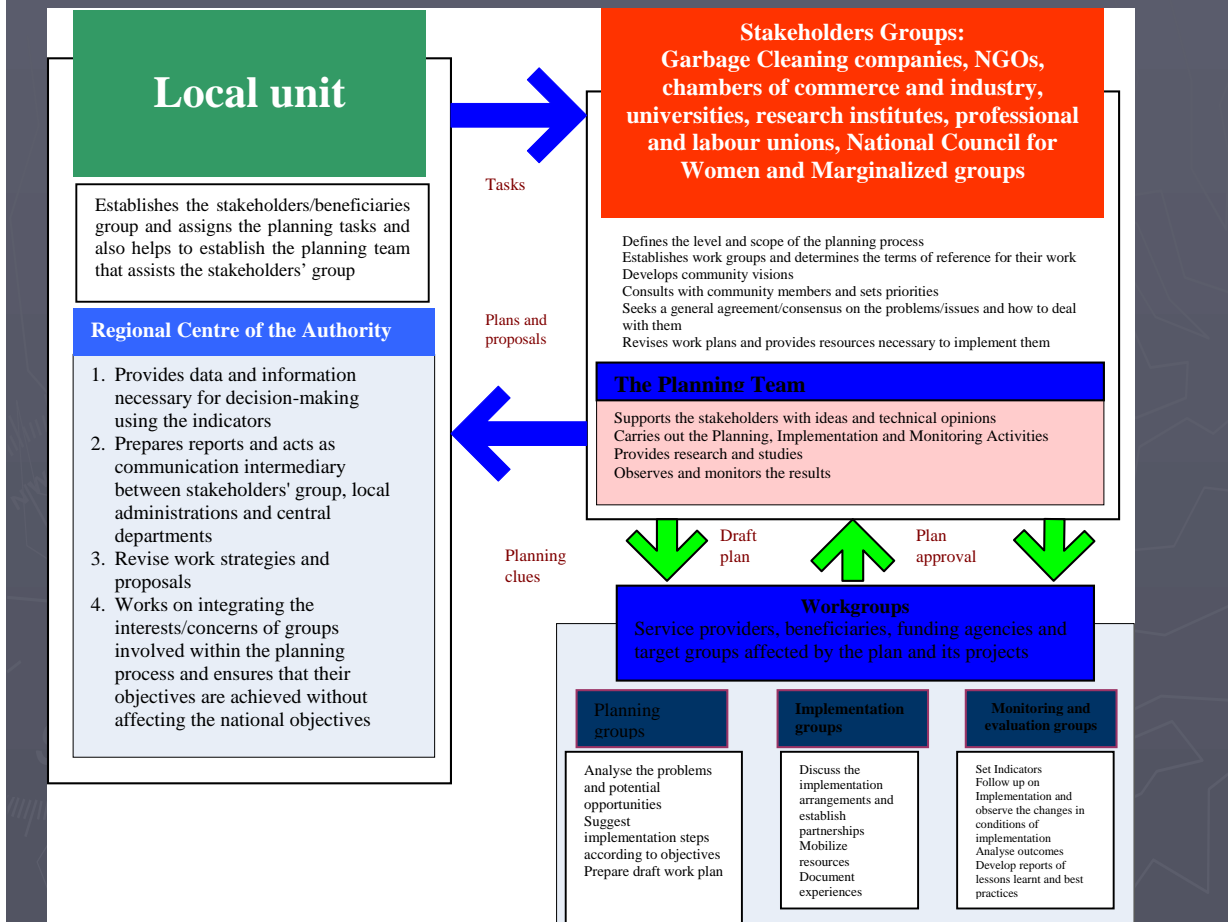 Local unit
Establishes the stakeholders/beneficiaries
group and assigns the planning tasks and
also helps to establish the planning team
that assists the stakeholders' group
Regional Centre of the Authority
1. Provides data and information
necessary for decision-making
using the indicators
2. Prepares reports and acts as
communication intermediary
between stakeholders' group, local
administrations and central
departments
3. Revise work strategies and
proposals
4. Works on integrating the
interests/concerns of groups
involved within the planning
process and ensures that their
objectives are achieved without
affecting the national objectives
Tasks
Plans and
proposals
Stakeholders Groups:
Garbage Cleaning companies, NGOs,
chambers of commerce and industry,
universities, research institutes, professional
and labour unions, National Council for
Women and Marginalized groups
Defines the level and scope of the planning process
Establishes work groups and determines the terms of reference for their work
Develops community visions
Consults with community members and sets priorities
Seeks a general agreement/consensus on the problems/issues and how to deal
with them
Revises work plans and provides resources necessary to implement them
The Planning Team
Supports the stakeholders with ideas and technical opinions
Carries out the Planning, Implementation and Monitoring Activities
Provides research and studies
Observes and monitors the results
Planning
clues
Draft
plan
Plan
approval
Workgroups
Service providers, beneficiaries, funding agencies and
target groups affected by the plan and its projects
Planning
groups
Analyse the problems
and potential
opportunities
Suggest
implementation steps
according to objectives
Prepare draft work plan
Implementation
groups
Discuss the
implementation
arrangements and
establish
partnerships
Mobilize
resources
Document
experiences
Monitoring and
evaluation groups
Set Indicators
Follow up on
Implementation and
observe the changes in
conditions of
implementation
Analyse outcomes
Develop reports of
lessons learnt and best
practices